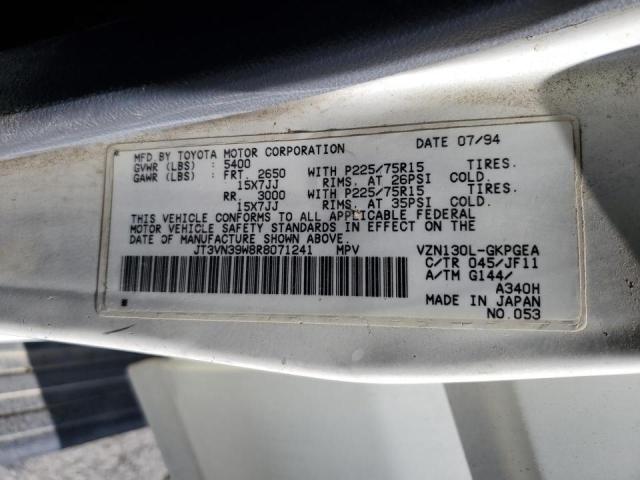 MFD BY TOYOTA MOTOR CORPORATION DATE 07/94
GVWR (LBS) : 5400
GAWR (LBS) : FRT. 2650 WITH P225/75R15 TIRES.
15X7JJ RIMS. AT 26PSI COLD.
RR. 3000 WITH P225/75R15 TIRES.
15X7JJ RIMS. AT 35PSI COLD.
THIS VEHICLE CONFORMS TO ALL APPLICABLE FEDERAL
MOTOR VEHICLE SAFETY STANDARDS IN EFFECT ON THE
DATE OF MANUFACTURE SHOWN ABOVE.
JT3VN39W8R8071241 MPV VZN130L-GKPGEA
C/TR 045/JF11
A/TM G144/
A340H
MADE IN JAPAN
NO.053